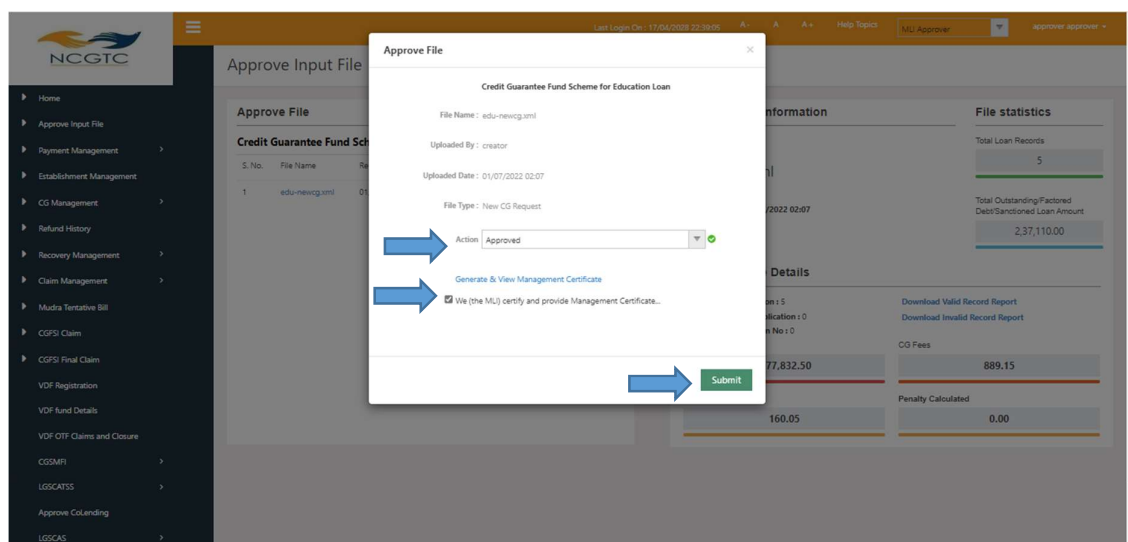 NCGTC
Last Login On : 17/04/2023 22:39:05 A- A A+ Help Topics MLI Approver approver approver
Approve Input File
Home
Approve Input File
Payment Management
Establishment Management
CG Management
Refund History
Recovery Management
Claim Management
Mudra Tentative Bill
CGFSI Claim
CGFSI Final Claim
VDF Registration
VDF fund Details
VDF OTF Claims and Closure
CGSMFI
LGSCATSS
Approve CoLending
LGSCAS
Approve File
Credit Guarantee Fund Sch
S. No. File Name Re
1 edu-newcg.xml 01
Approve File ×
Credit Guarantee Fund Scheme for Education Loan
File Name : edu-newcg.xml
Uploaded By : creator
Uploaded Date : 01/07/2022 02:07
File Type : New CG Request
Action Approved
Generate & View Management Certificate
We (the MLI) certify and provide Management Certificate...
Submit
nformation
nl
/2022 02:07
File statistics
Total Loan Records
5
Total Outstanding/Factored
Debt/Sanctioned Loan Amount
2,37,110.00
Details
on : 5
plication : 0
n No : 0
Download Valid Record Report
Download Invalid Record Report
CG Fees
77,832.50 889.15
Penalty Calculated
160.05 0.00